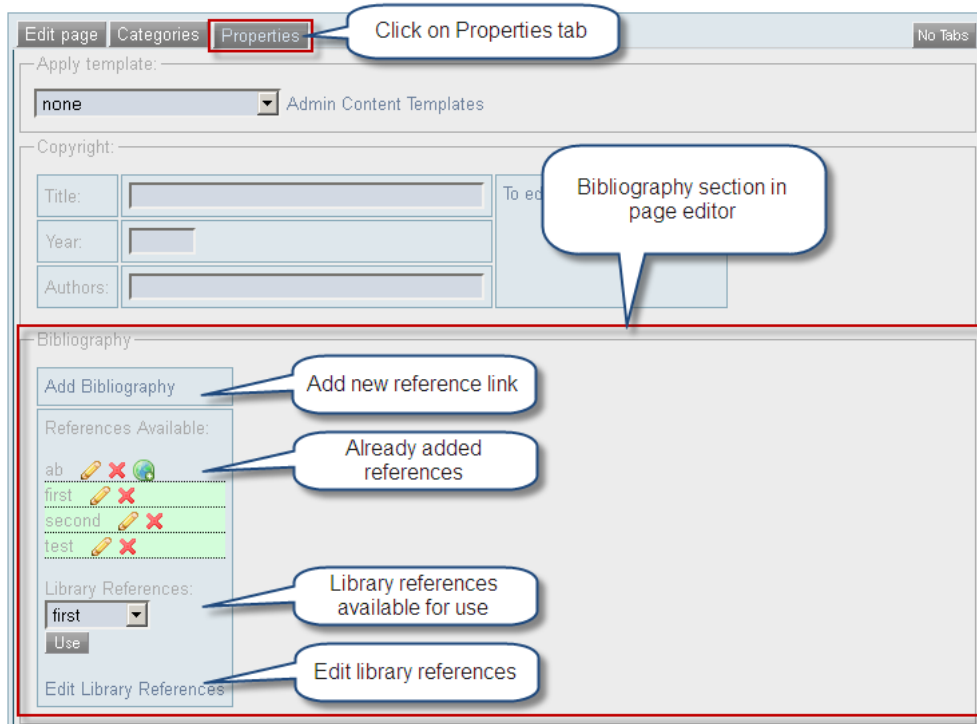 Edit page Categories Properties Click on Properties tab No Tabs
Apply template:
none Admin Content Templates
Copyright:
Title: To ed
Year:
Authors:
Bibliography section in
page editor
Bibliography
Add Bibliography Add new reference link
References Available:
Already added
references
ab
first
second
test
Library References:
first
Use
Library references
available for use
Edit Library References
Edit library references